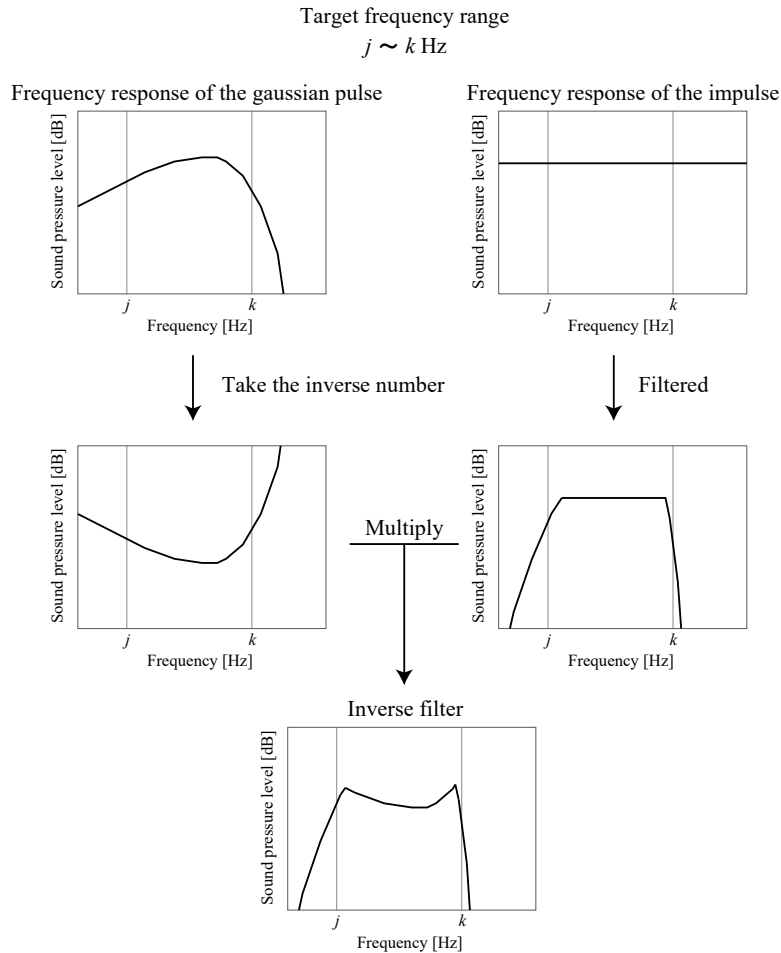 Target frequency range
j ~ k Hz
Frequency response of the gaussian pulse
Sound pressure level [dB]
j
k
Frequency [Hz]
Frequency response of the impulse
Sound pressure level [dB]
j
k
Frequency [Hz]
Take the inverse number
Filtered
Sound pressure level [dB]
j
k
Frequency [Hz]
Multiply
Sound pressure level [dB]
j
k
Frequency [Hz]
Inverse filter
Sound pressure level [dB]
j
k
Frequency [Hz]